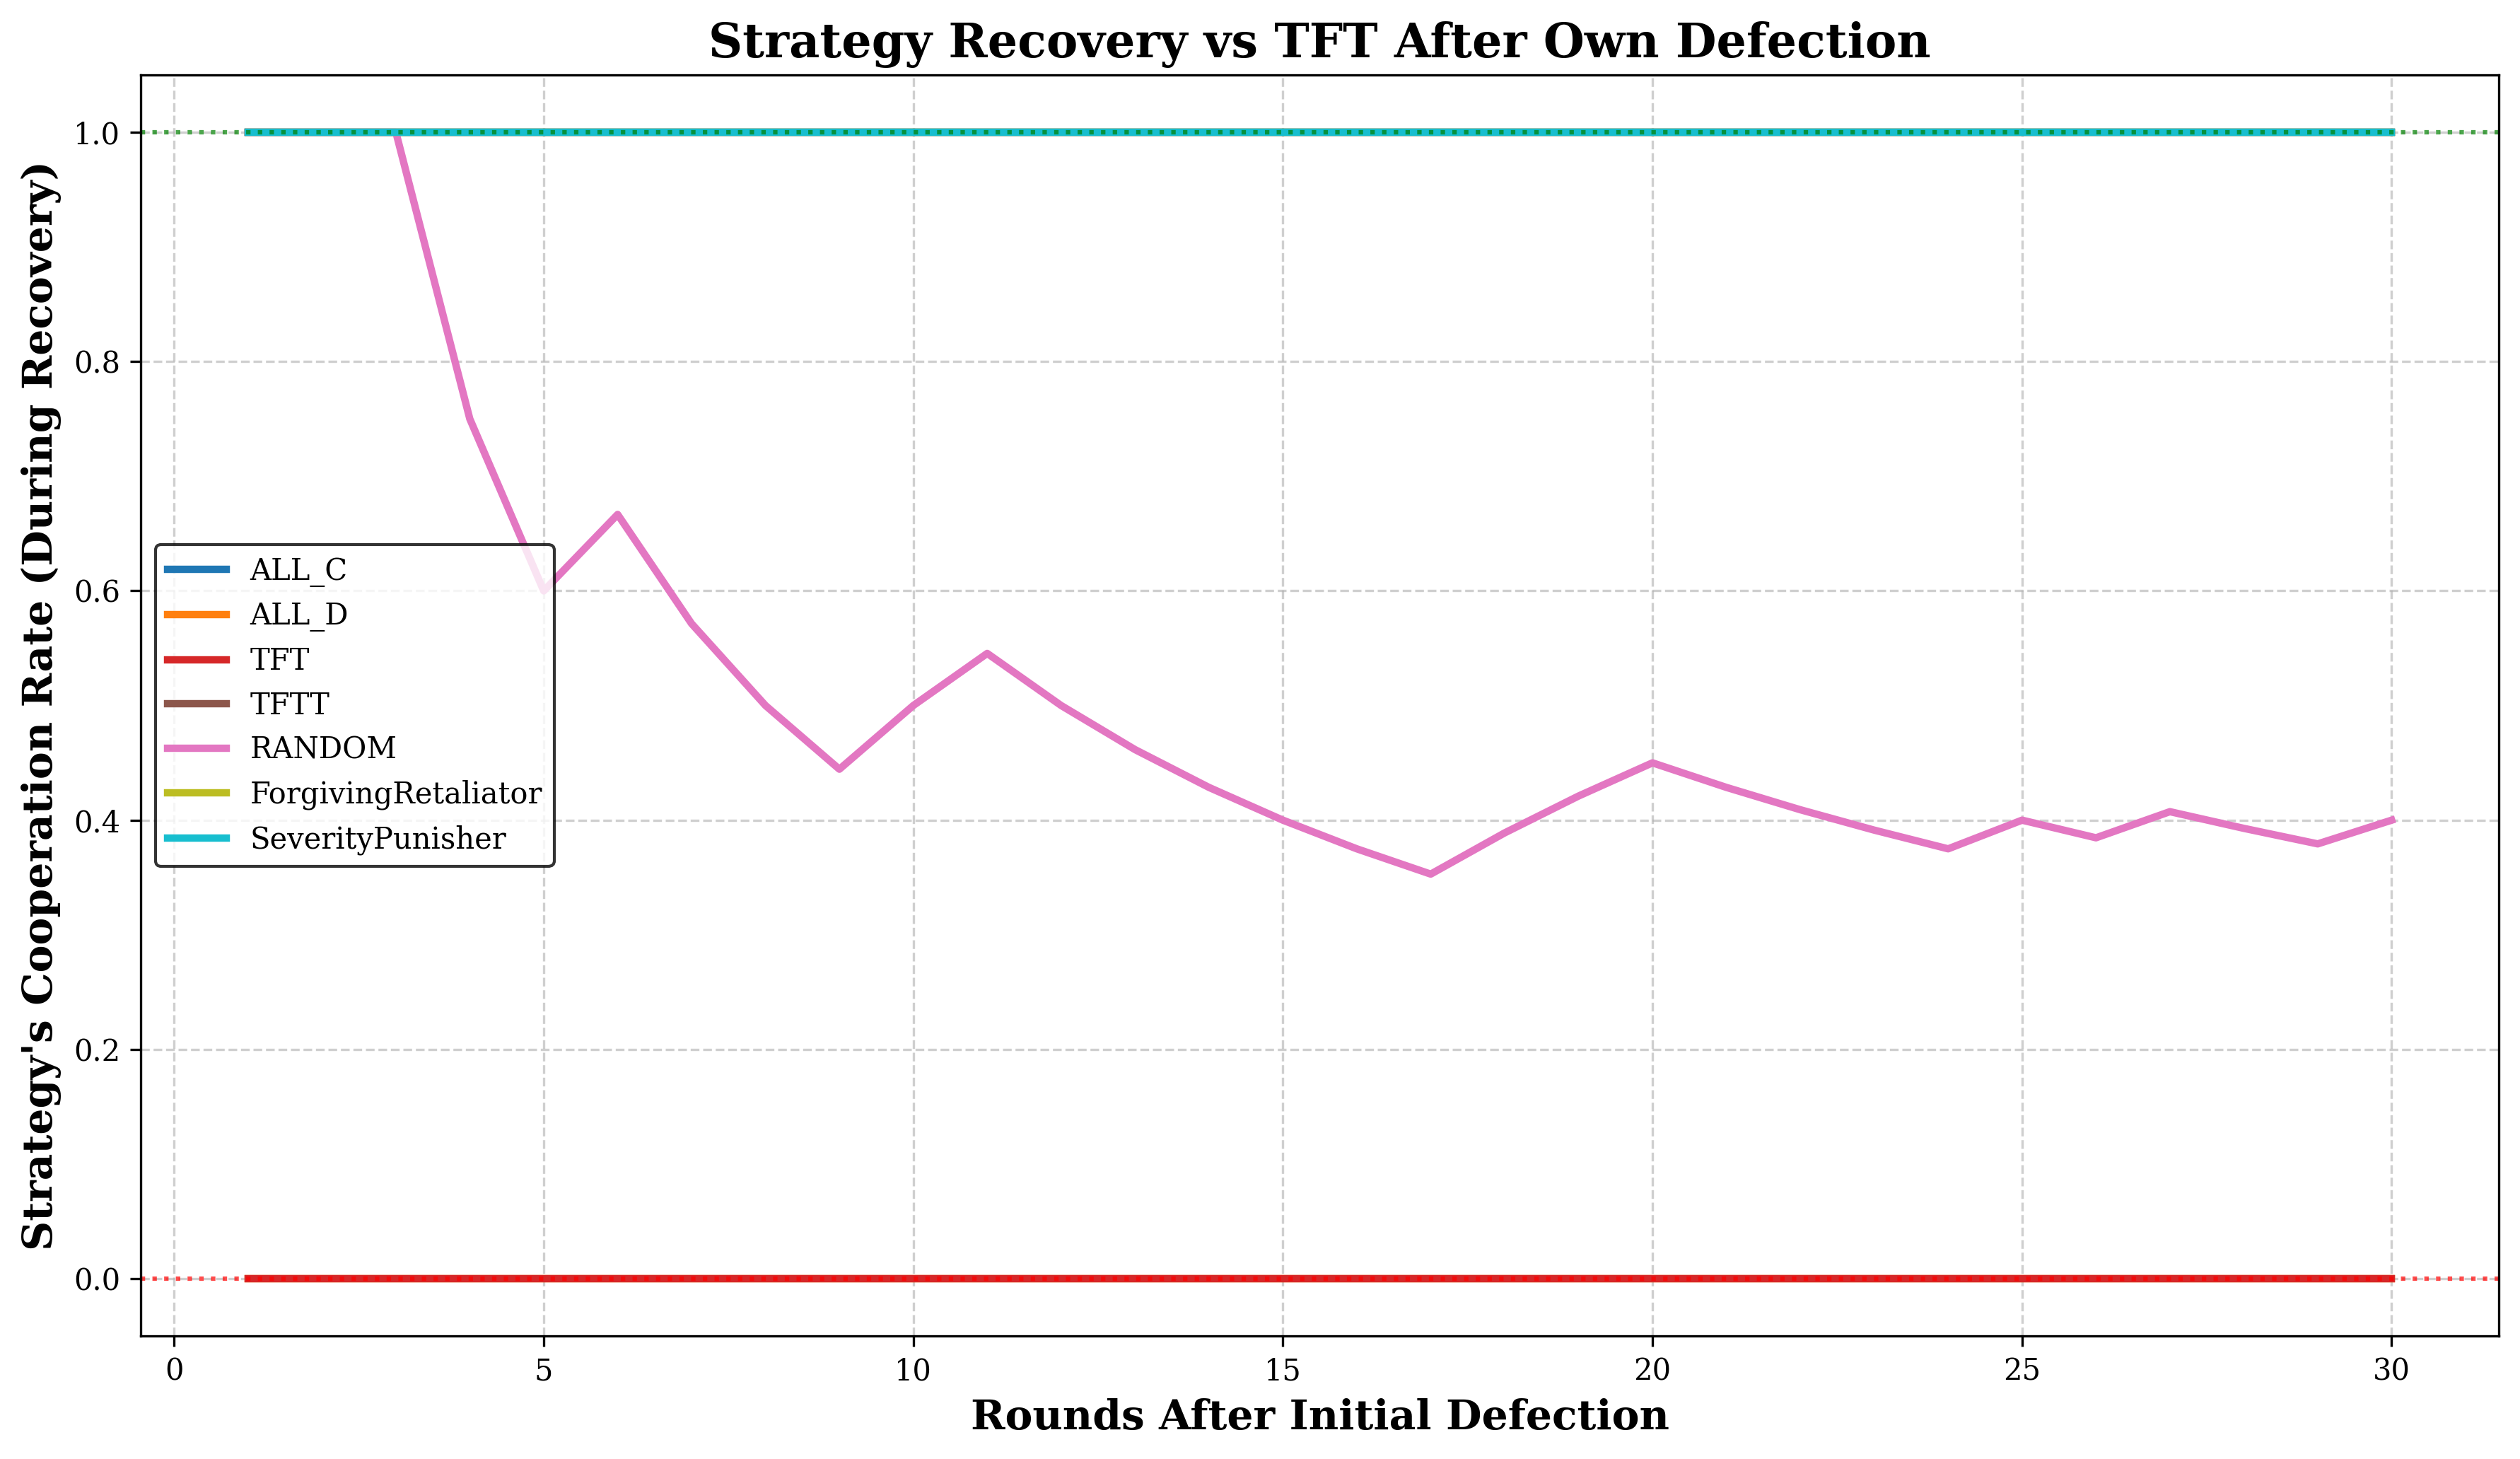 Strategy Recovery vs TFT After Own Defection
Strategy's Cooperation Rate (During Recovery)
1.0
0.8
0.6
0.4
0.2
0.0
ALL_C
ALL_D
TFT
TFTT
RANDOM
ForgivingRetaliator
SeverityPunisher
0 5 10 15 20 25 30
Rounds After Initial Defection